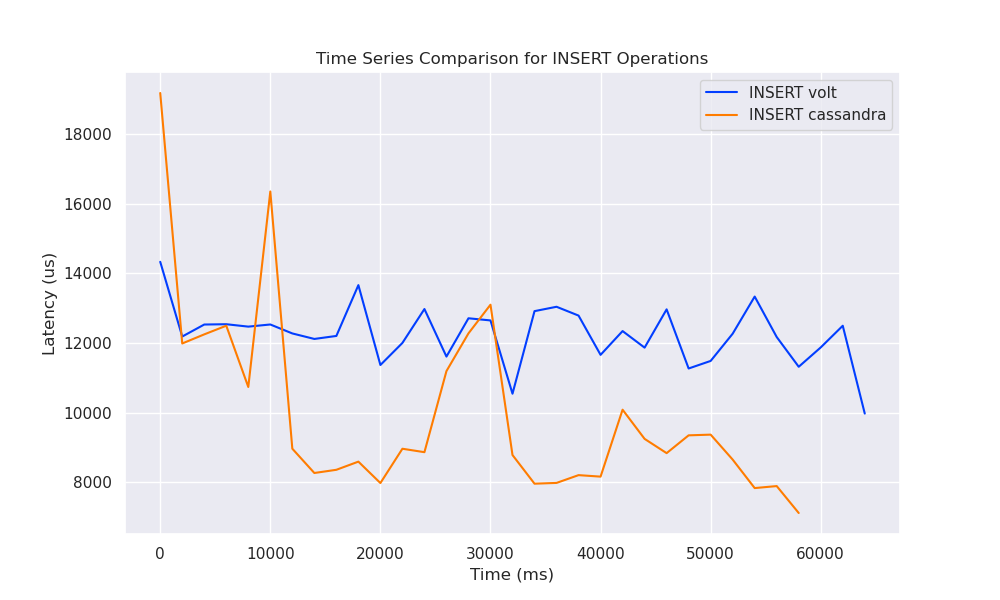 Time Series Comparison for INSERT Operations
INSERT volt
INSERT cassandra
Latency (us)
18000
16000
14000
12000
10000
8000
0 10000 20000 30000 40000 50000 60000
Time (ms)